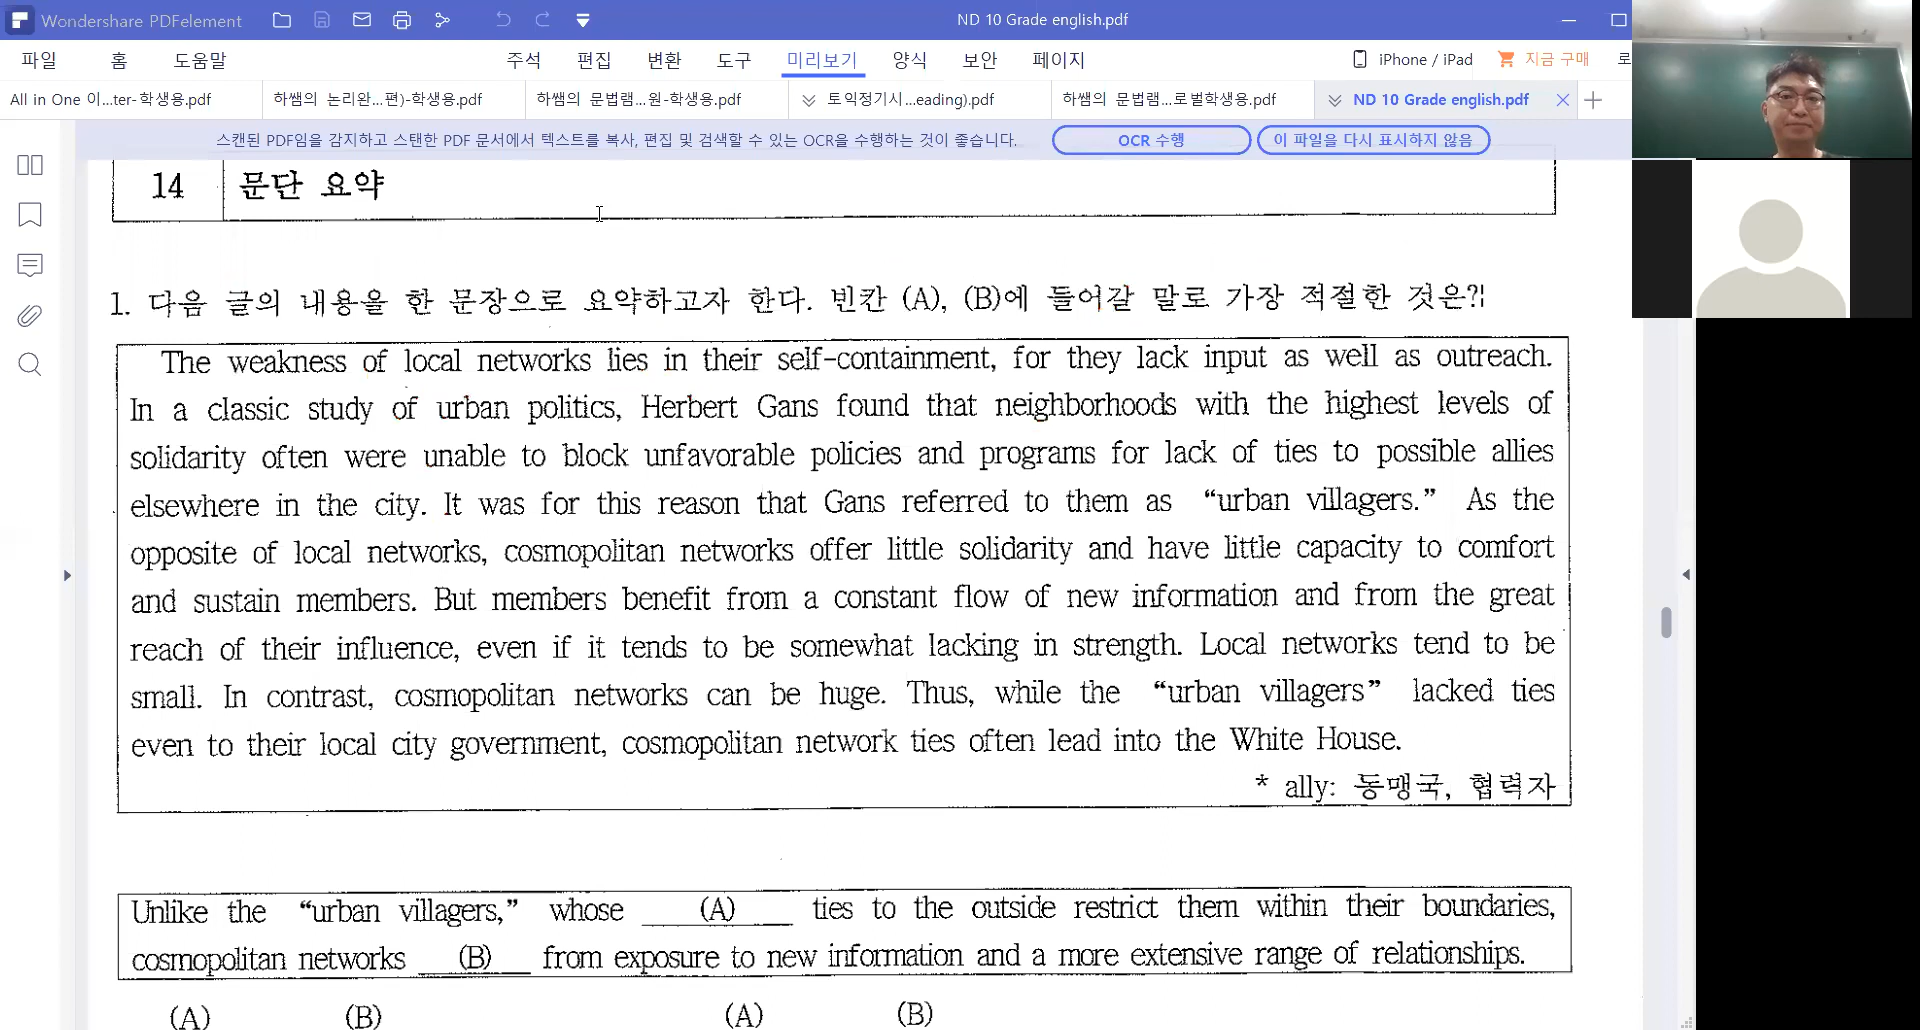 Wondershare PDFelement
ND 10 Grade english.pdf
파일 홈 도움말 주석 편집 변환 도구 미리보기 양식 보안 페이지 iPhone / iPad 지금 구매 로
All in One 이...ter-학생용.pdf
하쌤의 논리완...편)-학생용.pdf
하쌤의 문법램...원-학생용.pdf
토익정기시...eading).pdf
하쌤의 문법램...로벌학생용.pdf
ND 10 Grade english.pdf
스캔된 PDF임을 감지하고 스탠한 PDF 문서에서 텍스트를 복사, 편집 및 검색할 수 있는 OCR을 수행하는 것이 좋습니다. OCR 수행 이 파일을 다시 표시하지 않음
14 문단 요약
1. 다음 글의 내용을 한 문장으로 요약하고자 한다. 빈칸 (A), (B)에 들어갈 말로 가장 적절한 것은?
The weakness of local networks lies in their self-containment, for they lack input as well as outreach.
In a classic study of urban politics, Herbert Gans found that neighborhoods with the highest levels of
solidarity often were unable to block unfavorable policies and programs for lack of ties to possible allies
elsewhere in the city. It was for this reason that Gans referred to them as “urban villagers.” As the
opposite of local networks, cosmopolitan networks offer little solidarity and have little capacity to comfort
and sustain members. But members benefit from a constant flow of new information and from the great
reach of their influence, even if it tends to be somewhat lacking in strength. Local networks tend to be
small. In contrast, cosmopolitan networks can be huge. Thus, while the “urban villagers” lacked ties
even to their local city government, cosmopolitan network ties often lead into the White House.
* ally: 동맹국, 협력자
Unlike the “urban villagers,” whose (A) ties to the outside restrict them within their boundaries,
cosmopolitan networks (B) from exposure to new information and a more extensive range of relationships.
(A) (B) (A) (B)